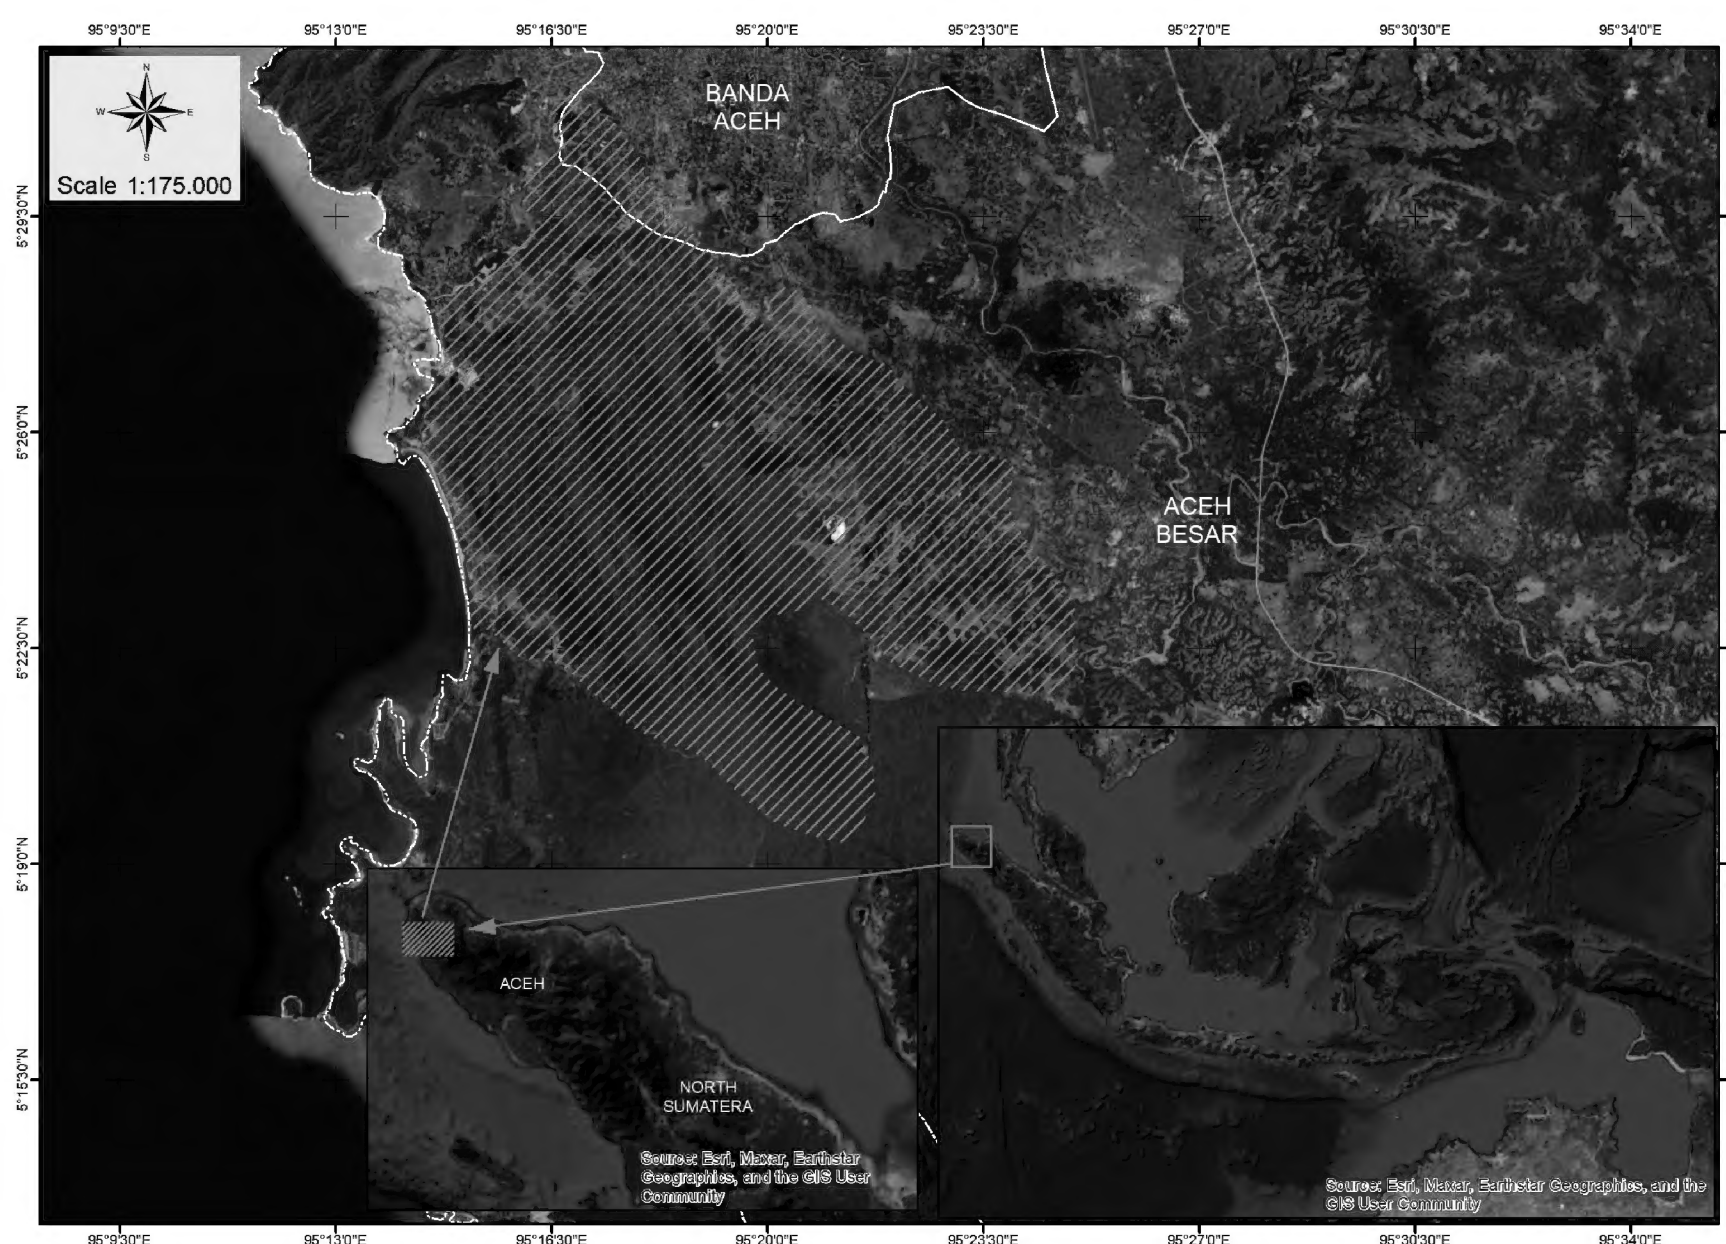 95°9'30"E 95°13'0"E 95°16'30"E 95°20'0"E 95°23'30"E 95°27'0"E 95°30'30"E 95°34'0"E
N
W E
S
Scale 1:175.000
BANDA
ACEH
5°29'30"N
5°26'0"N
ACEH
BESAR
5°22'30"N
5°19'0"N
5°15'30"N
ACEH
NORTH
SUMATERA
Source: Esri, Maxar, Earthstar
Geographics, and the GIS User
Community
Source: Esri, Maxar, Earthstar Geographics, and the
GIS User Community
95°9'30"E 95°13'0"E 95°16'30"E 95°20'0"E 95°23'30"E 95°27'0"E 95°30'30"E 95°34'0"E